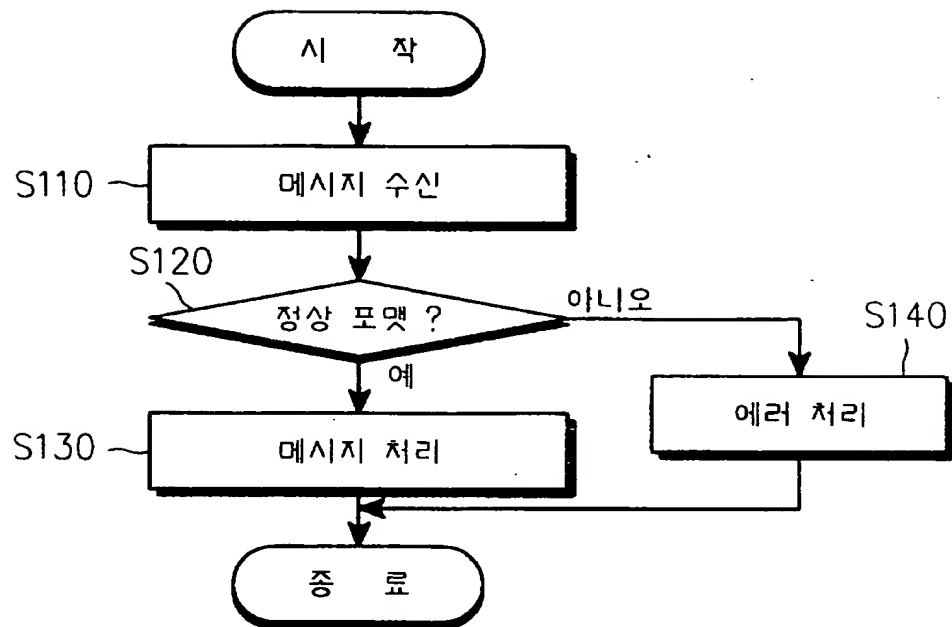 시 작
S110
메시지 수신
S120
정상 포맷 ?
아니오
예
S140
에러 처리
S130
메시지 처리
종 료